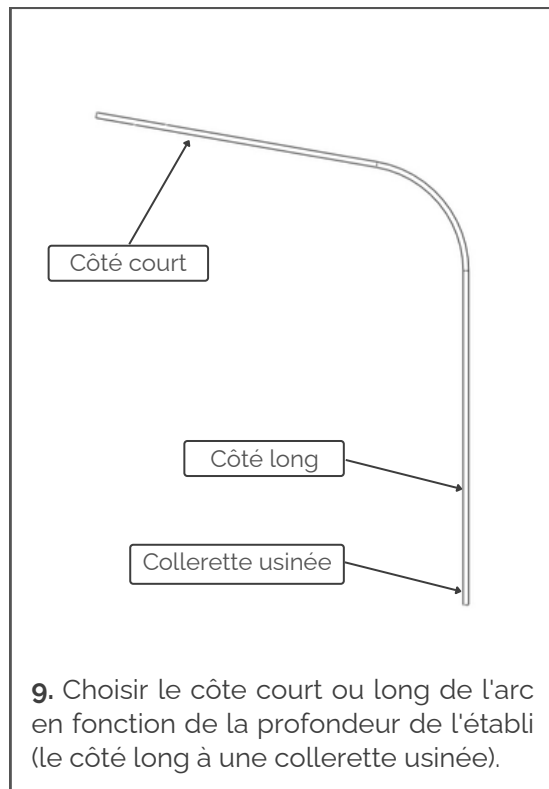 Côté court
Côté long
Collerette usinée
9. Choisir le côte court ou long de l'arc
en fonction de la profondeur de l'établi
(le côté long à une collerette usinée).